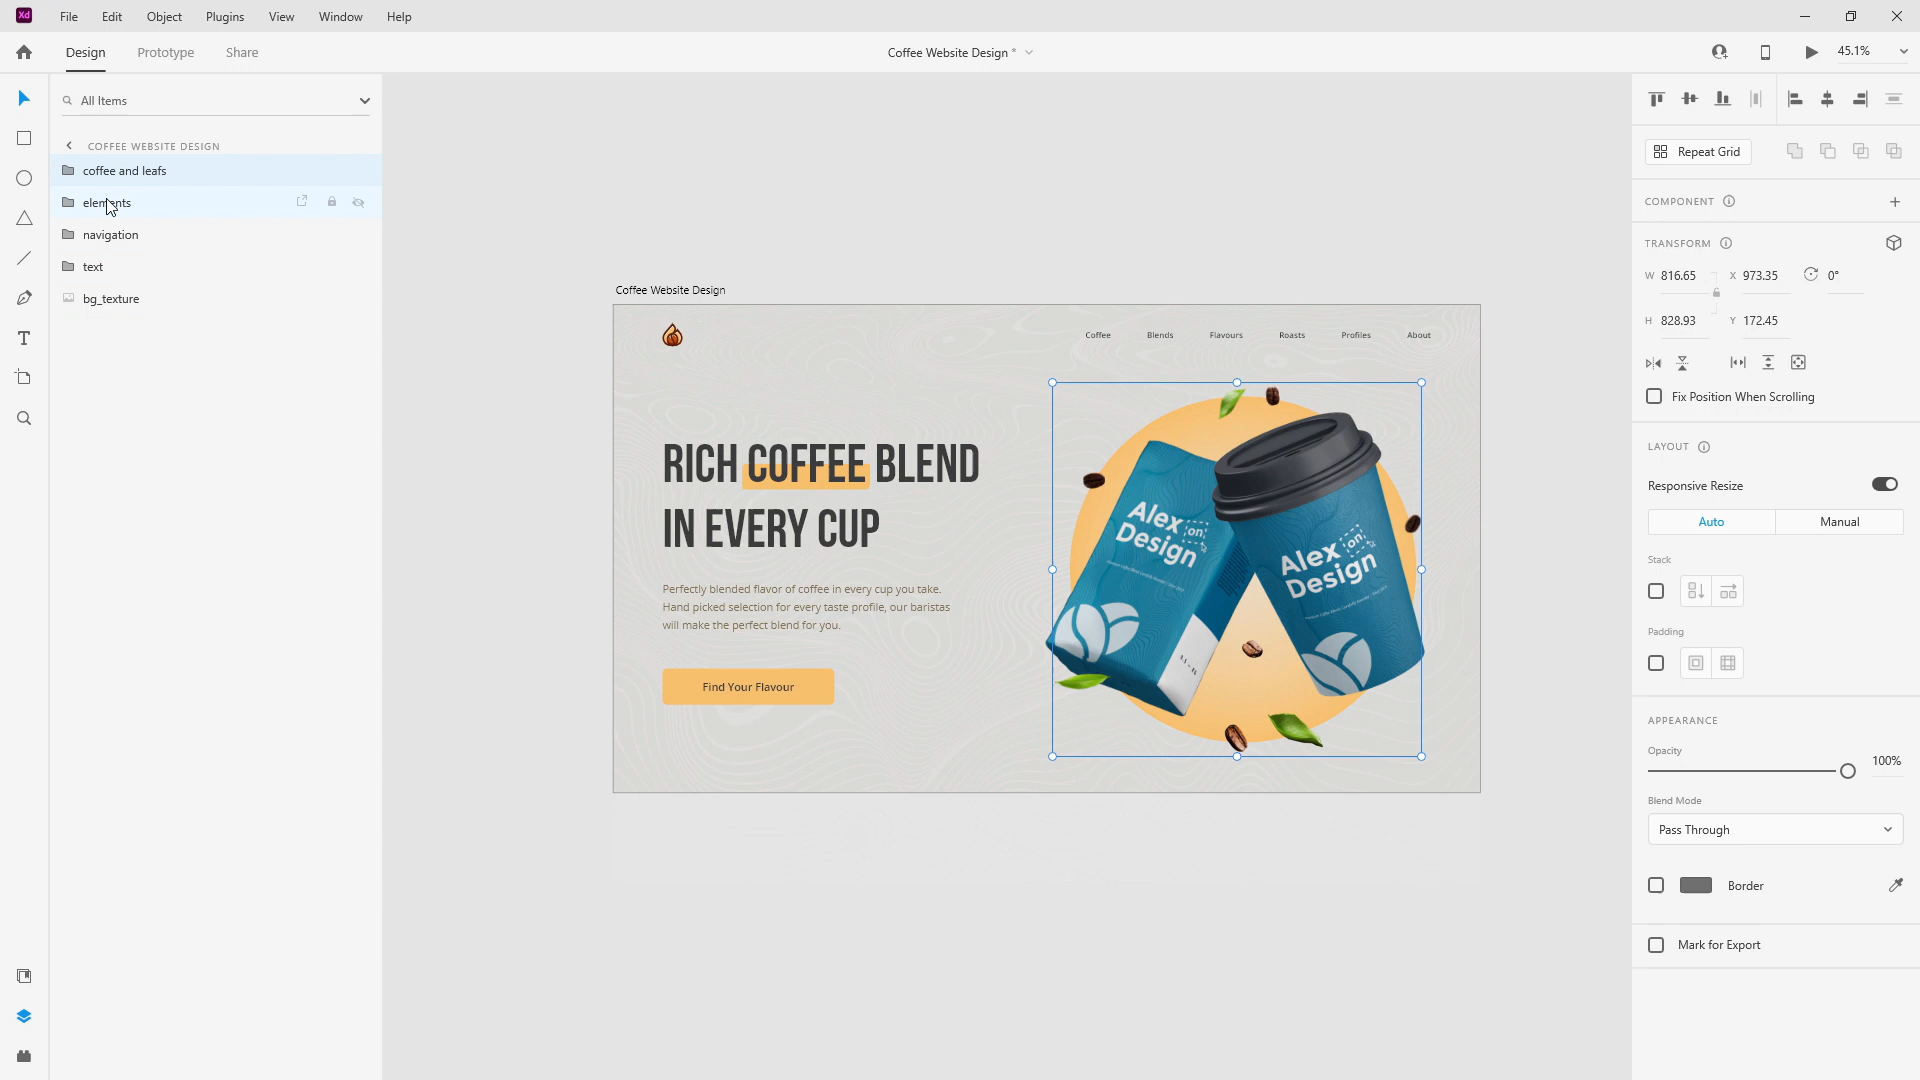 Xd File Edit Object Plugins View Window Help
Design Prototype Share
Coffee Website Design *
45.1%
All Items
COFFEE WEBSITE DESIGN
coffee and leafs
elements
navigation
text
bg_texture
Coffee Website Design
Coffee Blends Flavours Roasts Profiles About
RICH COFFEE BLEND
IN EVERY CUP
Perfectly blended flavor of coffee in every cup you take.
Hand picked selection for every taste profile, our baristas
will make the perfect blend for you.
Find Your Flavour
Alex on
Design
Alex on
Design
Repeat Grid
COMPONENT
TRANSFORM
W 816.65 X 973.35 0°
H 828.93 Y 172.45
Fix Position When Scrolling
LAYOUT
Responsive Resize
Auto Manual
Stack
Padding
APPEARANCE
Opacity
100%
Blend Mode
Pass Through
Border
Mark for Export